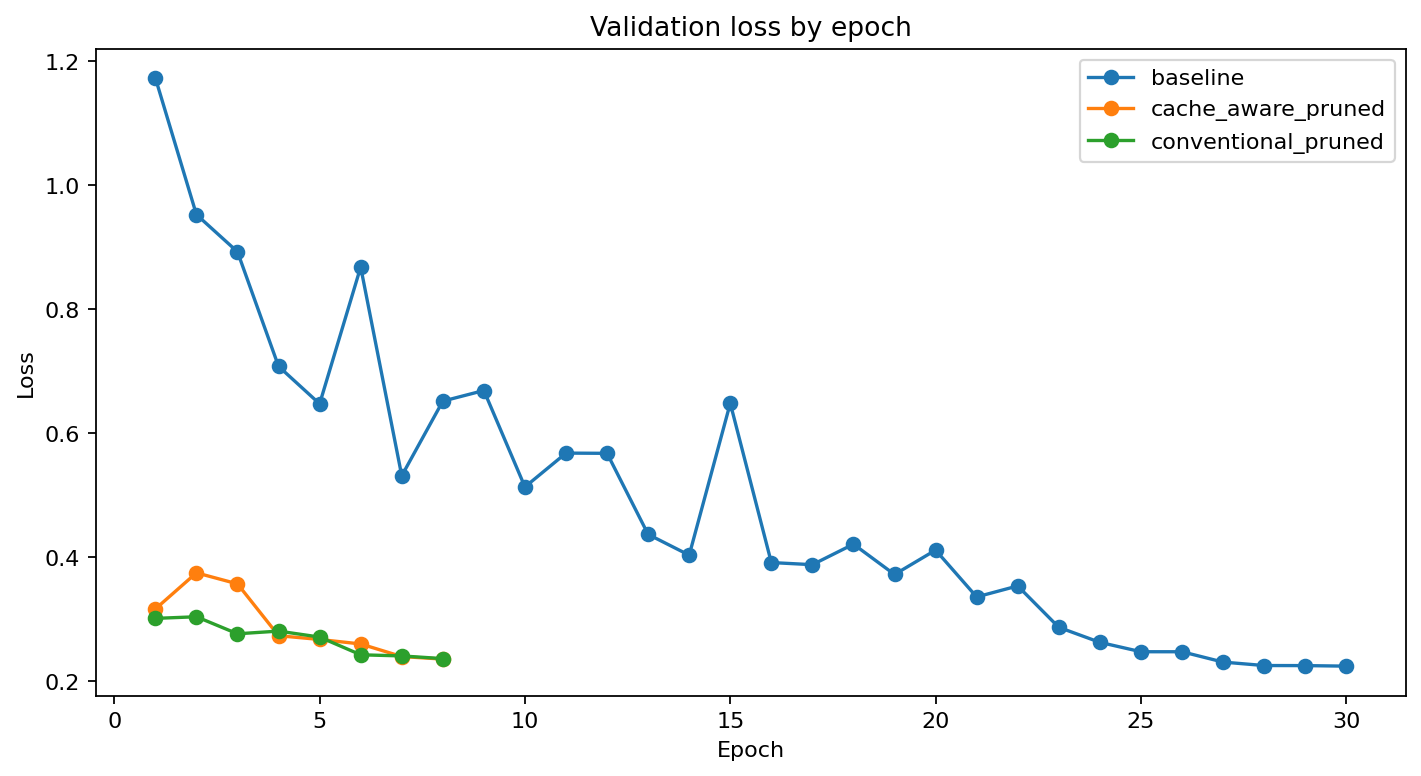 Validation loss by epoch
baseline
cache_aware_pruned
conventional_pruned
Loss
1.2
1.0
0.8
0.6
0.4
0.2
0 5 10 15 20 25 30
Epoch